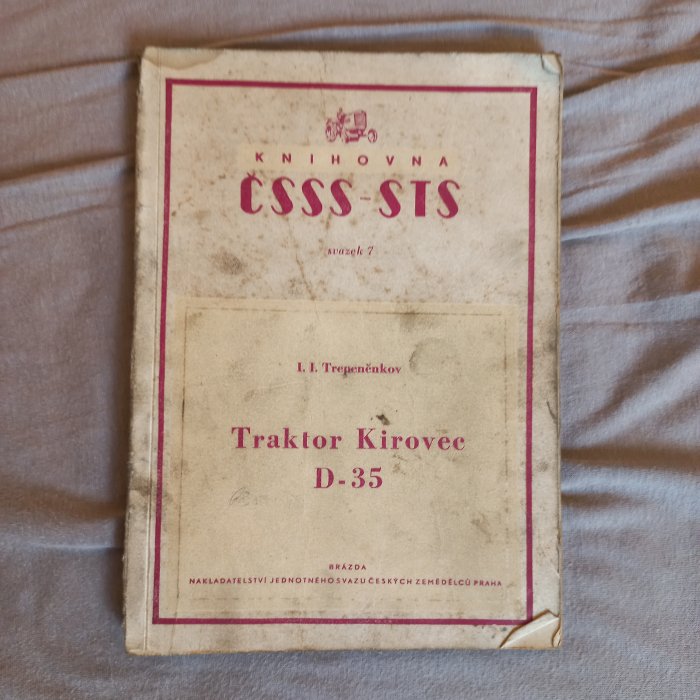 KNIHOVNA
ČSSS-STS
svazek 7
I. I. Trepeněnkov
Traktor Kirovec
D-35
BRÁZDA
NAKLADATELSTVÍ JEDNOTNÉHO SVAZU ČESKÝCH ZEMĚDĚLCŮ PRAHA